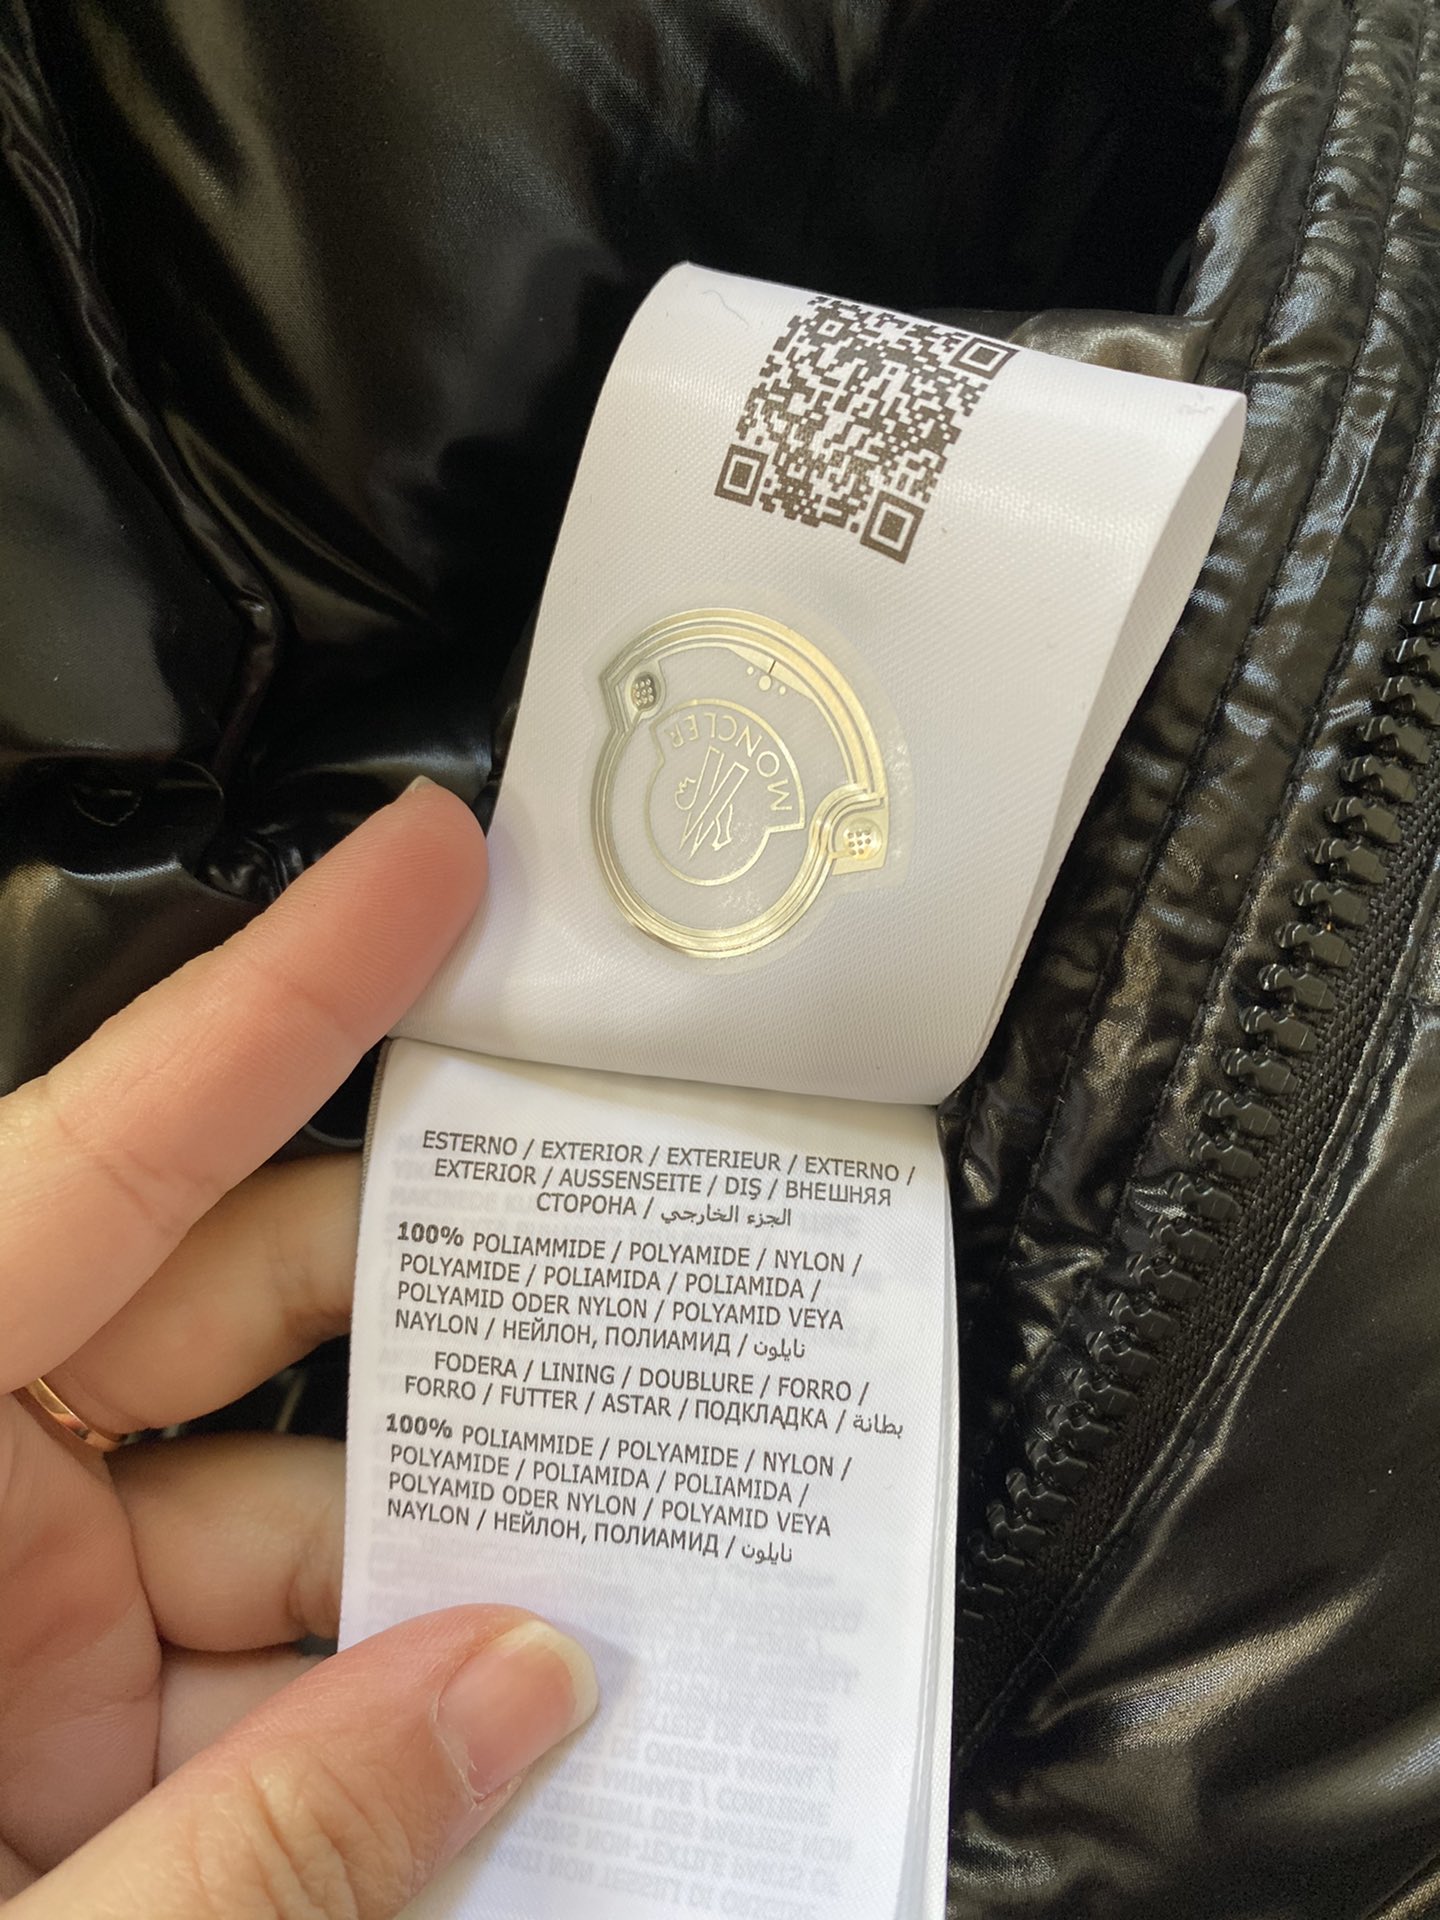 MONCLER
ESTERNO / EXTERIOR / EXTERIEUR / EXTERNO /
EXTERIOR / AUSSENSEITE / DIŞ / ВНЕШНЯЯ
СТОРОНА / الجزء الخارجي
100% POLIAMMIDE / POLYAMIDE / NYLON /
POLYAMIDE / POLIAMIDA / POLIAMIDA /
POLYAMID ODER NYLON / POLYAMID VEYA
NAYLON / НЕЙЛОН, ПОЛИАМИД / نايلون
FODERA / LINING / DOUBLURE / FORRO /
FORRO / FUTTER / ASTAR / ПОДКЛАДКА / بطانة
100% POLIAMMIDE / POLYAMIDE / NYLON /
POLYAMIDE / POLIAMIDA / POLIAMIDA /
POLYAMID ODER NYLON / POLYAMID VEYA
NAYLON / НЕЙЛОН, ПОЛИАМИД / نايلون